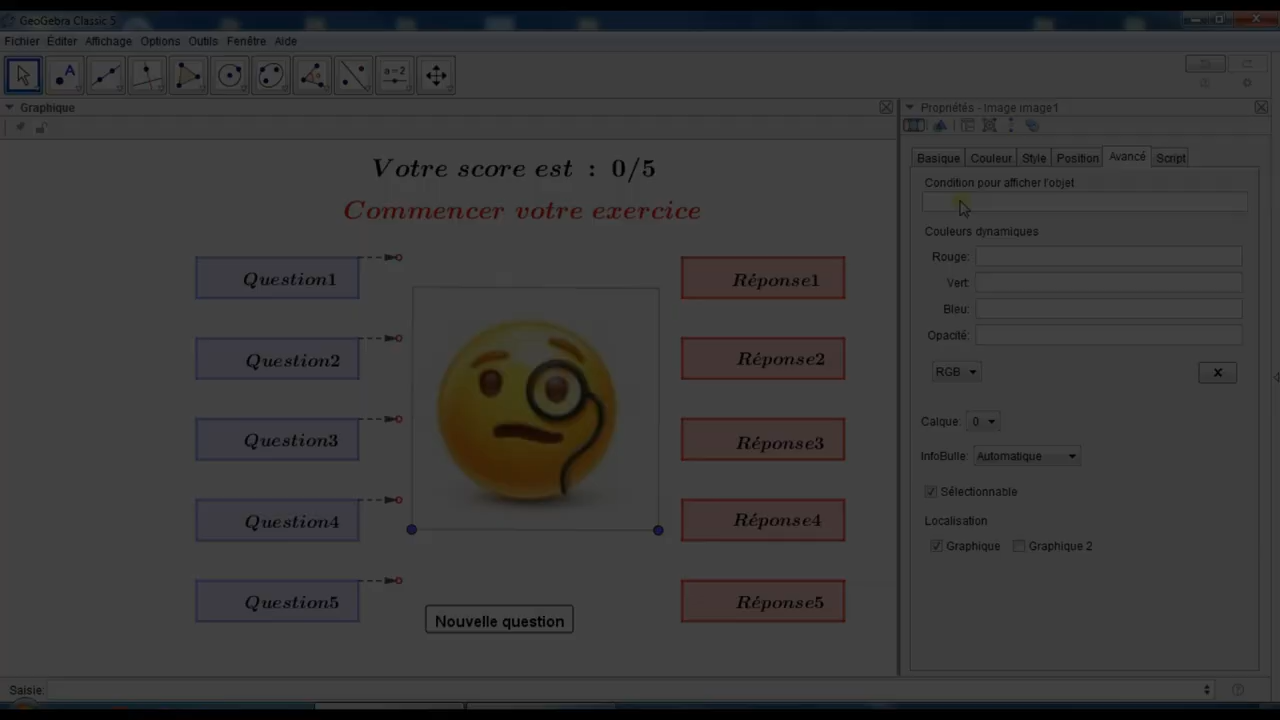 GeoGebra Classic 5
Fichier Éditer Affichage Options Outils Fenêtre Aide
A
a=2
Graphique
Propriétés - Image image1
Basique Couleur Style Position Avancé Script
Condition pour afficher l'objet
Couleurs dynamiques
Rouge:
Vert:
Bleu:
Opacité:
RGB
Calque: 0
InfoBulle: Automatique
Sélectionnable
Localisation
Graphique Graphique 2
Votre score est : 0/5
Commencer votre exercice
Question1 Réponse1
Question2 Réponse2
Question3 Réponse3
Question4 Réponse4
Question5 Réponse5
Nouvelle question
Saisie: